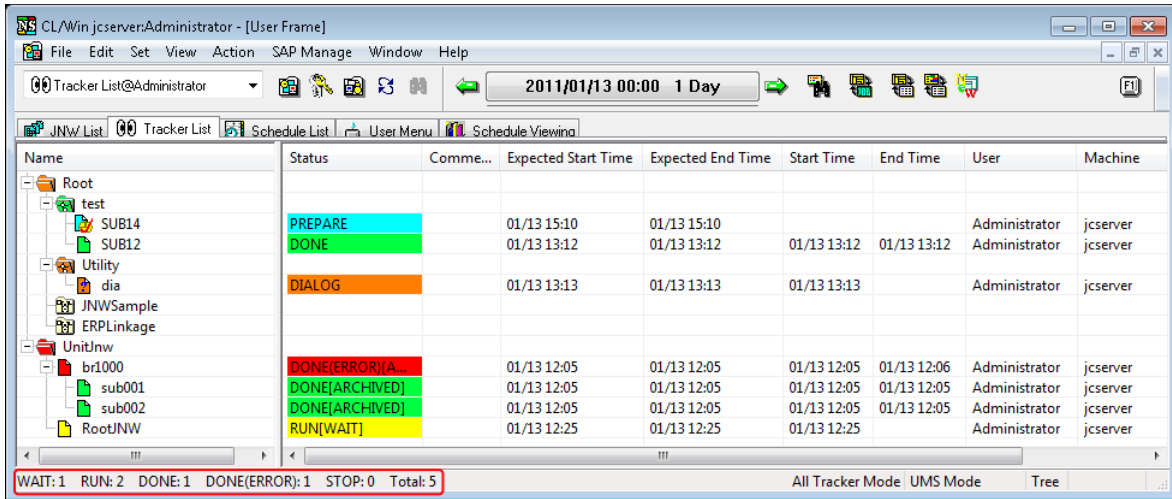 CL/Win jcserver:Administrator - [User Frame]
File Edit Set View Action SAP Manage Window Help
Tracker List@Administrator 2011/01/13 00:00 1 Day F1
JNW List Tracker List Schedule List User Menu Schedule Viewing
Name Status Comme... Expected Start Time Expected End Time Start Time End Time User Machine
Root
test
SUB14 PREPARE 01/13 15:10 01/13 15:10 Administrator jcserver
SUB12 DONE 01/13 13:12 01/13 13:12 01/13 13:12 01/13 13:12 Administrator jcserver
Utility
dia DIALOG 01/13 13:13 01/13 13:13 01/13 13:13 Administrator jcserver
JNWSample
ERPLinkage
UnitJnw
br1000 DONE(ERROR)[A... 01/13 12:05 01/13 12:05 01/13 12:05 01/13 12:06 Administrator jcserver
sub001 DONE[ARCHIVED] 01/13 12:05 01/13 12:05 01/13 12:05 01/13 12:05 Administrator jcserver
sub002 DONE[ARCHIVED] 01/13 12:05 01/13 12:05 01/13 12:05 01/13 12:05 Administrator jcserver
RootJNW RUN[WAIT] 01/13 12:25 01/13 12:25 01/13 12:25 Administrator jcserver
WAIT: 1 RUN: 2 DONE: 1 DONE(ERROR): 1 STOP: 0 Total: 5 All Tracker Mode UMS Mode Tree